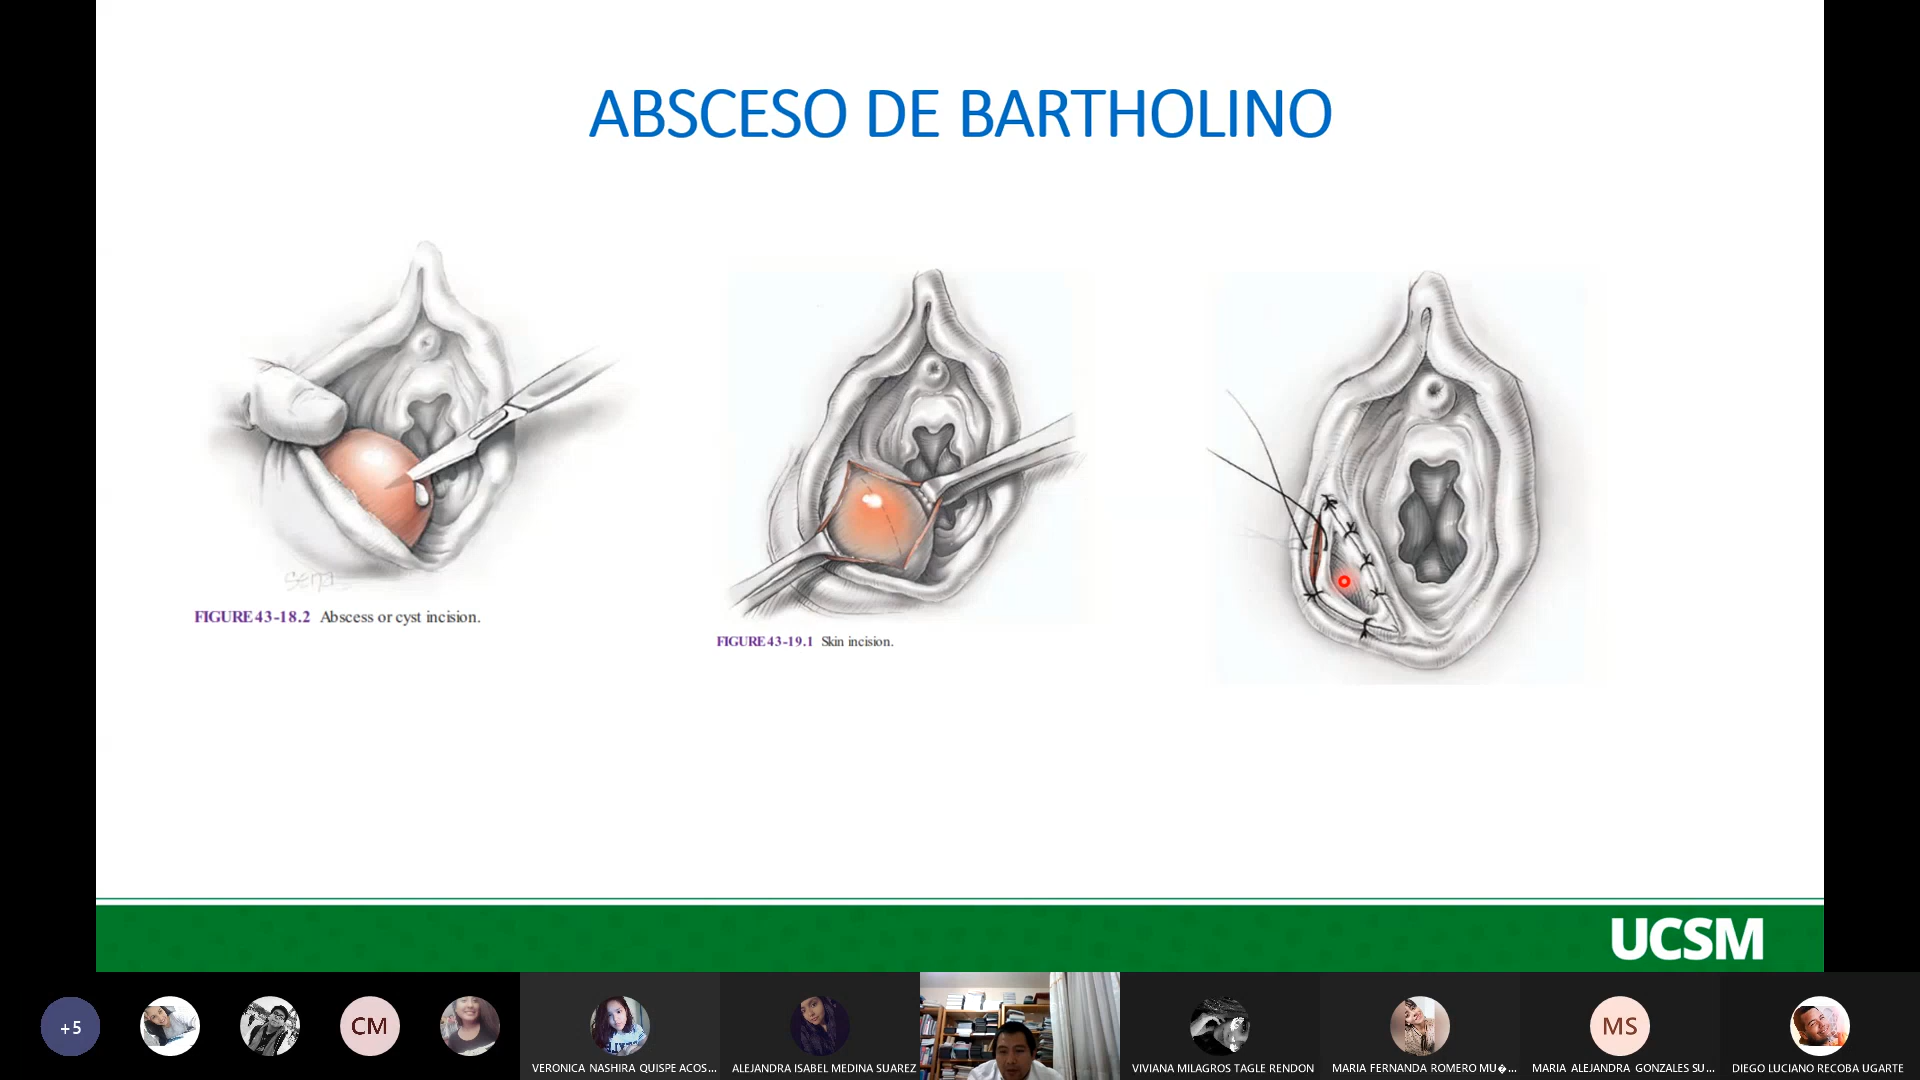 ABSCESO DE BARTHOLINO
FIGURE 43-18.2 Abscess or cyst incision.
FIGURE 43-19.1 Skin incision.
UCSM
+5
CM
VERONICA NASHIRA QUISPE ACOS...
ALEJANDRA ISABEL MEDINA SUAREZ
VIVIANA MILAGROS TAGLE RENDON
MARIA FERNANDA ROMERO MU�...
MS
MARIA ALEJANDRA GONZALES SU...
DIEGO LUCIANO RECOBA UGARTE